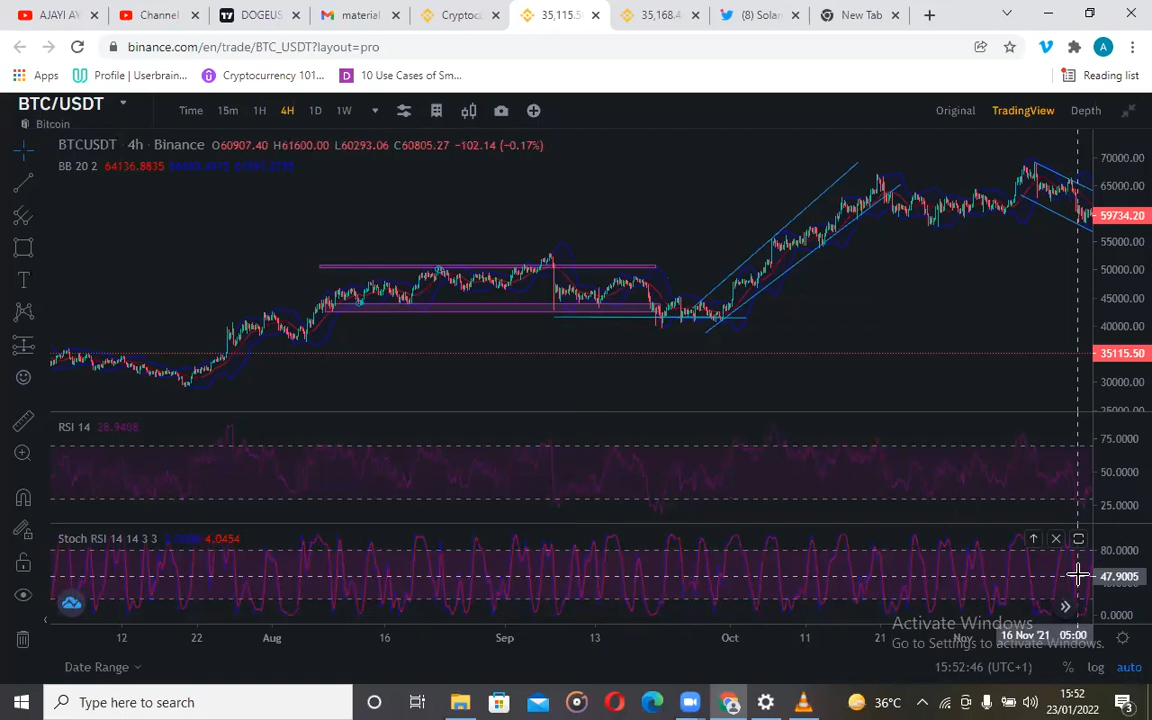 AJAYI AY
Channel
DOGEUS
material
Cryptoc
35,115.5
35,168.4
(8) Solan
New Tab
binance.com/en/trade/BTC_USDT?layout=pro
A
Apps
Profile | Userbrain...
Cryptocurrency 101...
10 Use Cases of Sm...
Reading list
BTC/USDT
Bitcoin
Time 15m 1H 4H 1D 1W
Original TradingView Depth
BTCUSDT · 4h · Binance O60907.40 H61600.00 L60293.06 C60805.27 −102.14 (−0.17%)
BB 20 2 64136.8835
70000.00
65000.00
59734.20
55000.00
50000.00
45000.00
40000.00
35115.50
30000.00
25000.00
RSI 14 28.9408
75.0000
50.0000
25.0000
Stoch RSI 14 14 3 3 4.0454
80.0000
47.9005
0.0000
12 22 Aug 16 Sep 13 Oct 11 21 Nov 16 Nov '21 05:00
Activate Windows
Go to Settings to activate Windows.
Date Range
15:52:46 (UTC+1) % log auto
Type here to search
36°C
15:52
23/01/2022
3